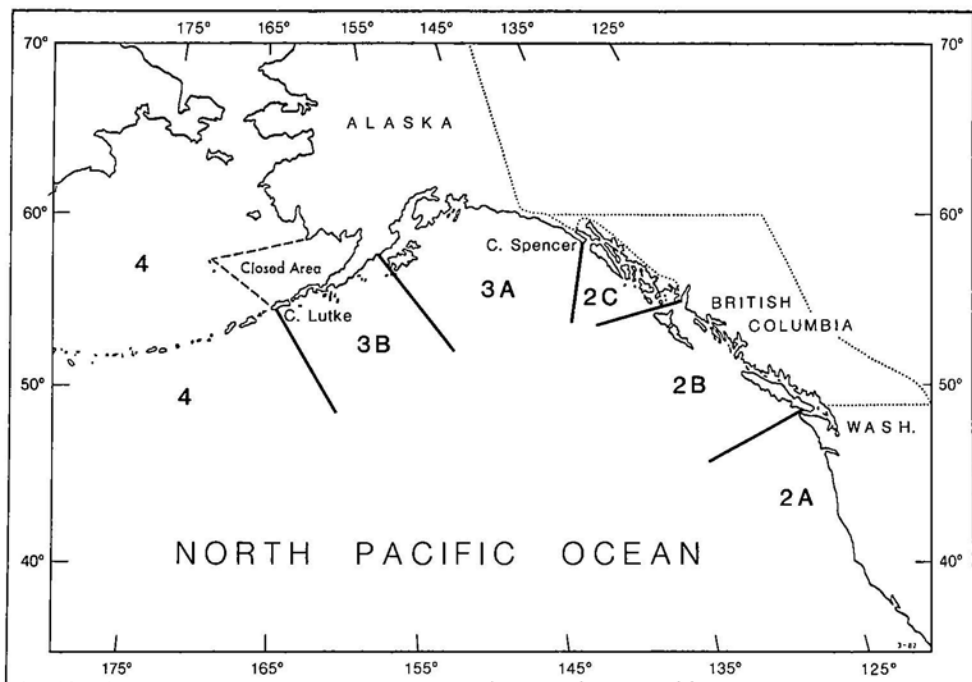 175° 165° 155° 145° 135° 125°
70° 70°
ALASKA
60° 60°
C. Spencer
4 Closed Area
3A
2C
BRITISH
COLUMBIA
C. Lutke
3B
2B
4
50° 50°
WASH.
2A
NORTH PACIFIC OCEAN
40° 40°
3-82
175° 165° 155° 145° 135° 125°